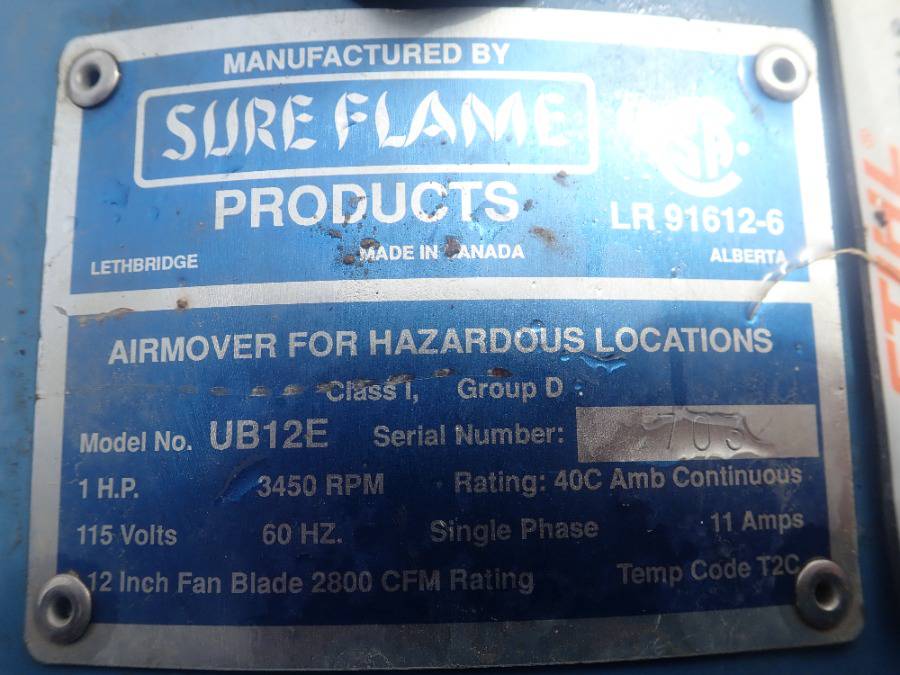 MANUFACTURED BY
SURE FLAME
PRODUCTS
LR 91612-6
LETHBRIDGE MADE IN CANADA ALBERTA
AIRMOVER FOR HAZARDOUS LOCATIONS
Class I, Group D
Model No. UB12E Serial Number: 703
1 H.P. 3450 RPM Rating: 40C Amb Continuous
115 Volts 60 HZ. Single Phase 11 Amps
12 Inch Fan Blade 2800 CFM Rating Temp Code T2C
STIHL